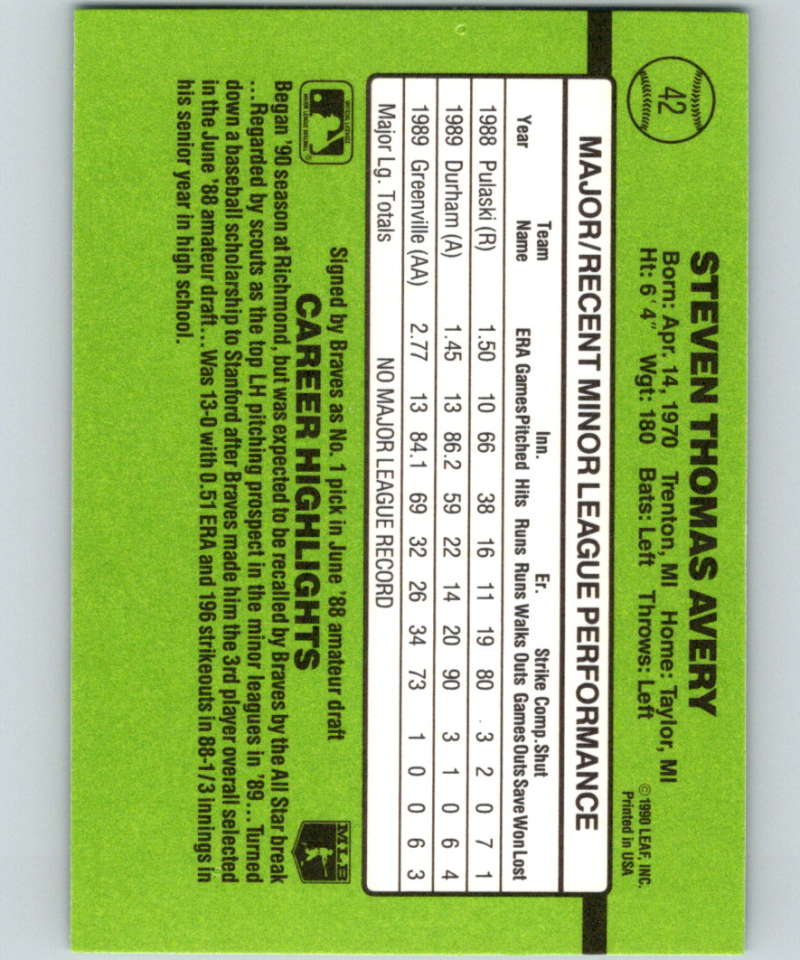 42
STEVEN THOMAS AVERY
Born: Apr. 14, 1970 Trenton, MI Home: Taylor, MI
Ht: 6' 4" Wgt: 180 Bats: Left Throws: Left
©1990 LEAF, INC.
Printed in USA
MAJOR/RECENT MINOR LEAGUE PERFORMANCE
Team Inn. Er. Strike Comp. Shut
Year Name ERA Games Pitched Hits Runs Runs Walks Outs Games Outs Save Won Lost
1988 Pulaski (R) 1.50 10 66 38 16 11 19 80 3 2 0 7 1
1989 Durham (A) 1.45 13 86.2 59 22 14 20 90 3 1 0 6 4
1989 Greenville (AA) 2.77 13 84.1 69 32 26 34 73 1 0 0 6 3
Major Lg. Totals NO MAJOR LEAGUE RECORD
Signed by Braves as No. 1 pick in June '88 amateur draft
CAREER HIGHLIGHTS
MLB
Began '90 season at Richmond, but was expected to be recalled by Braves by the All Star break
...Regarded by scouts as the top LH pitching prospect in the minor leagues in '89...Turned
down a baseball scholarship to Stanford after Braves made him the 3rd player overall selected
in the June '88 amateur draft...Was 13-0 with 0.51 ERA and 196 strikeouts in 88-1/3 innings in
his senior year in high school.